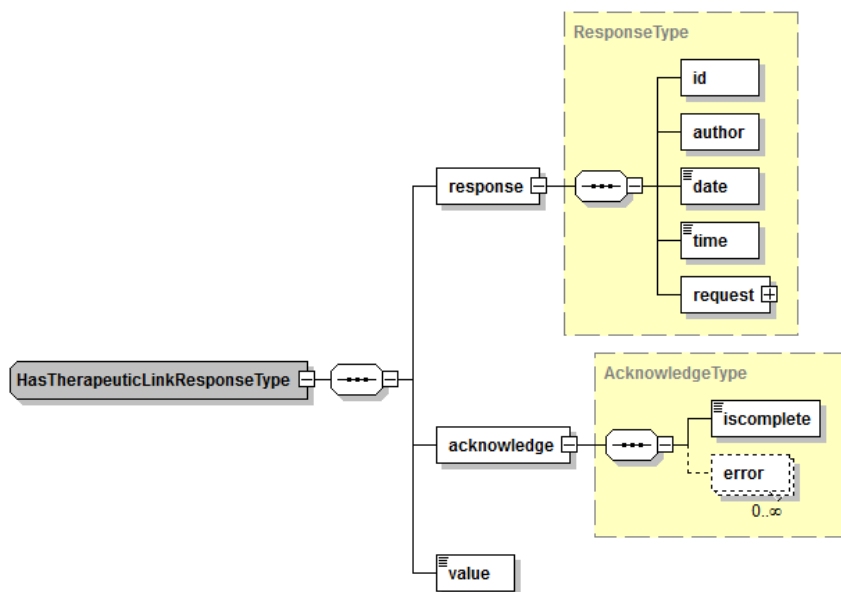 ResponseType
id
author
date
time
request
response
HasTherapeuticLinkResponseType
AcknowledgeType
iscomplete
error
0..∞
acknowledge
value